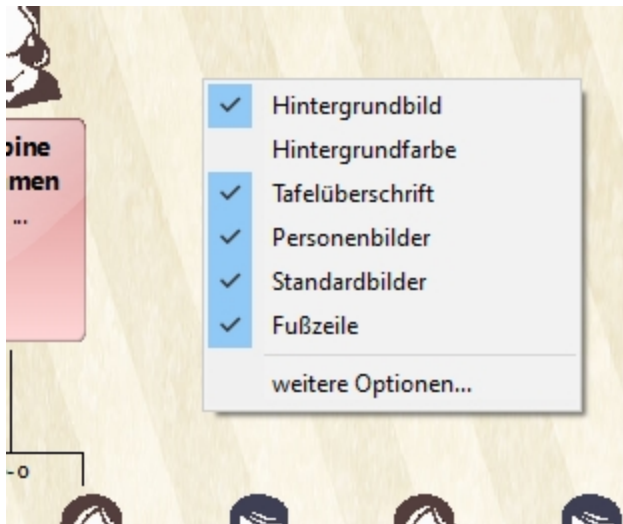 Hintergrundbild
Hintergrundfarbe
Tafelüberschrift
Personenbilder
Standardbilder
Fußzeile
weitere Optionen...
...